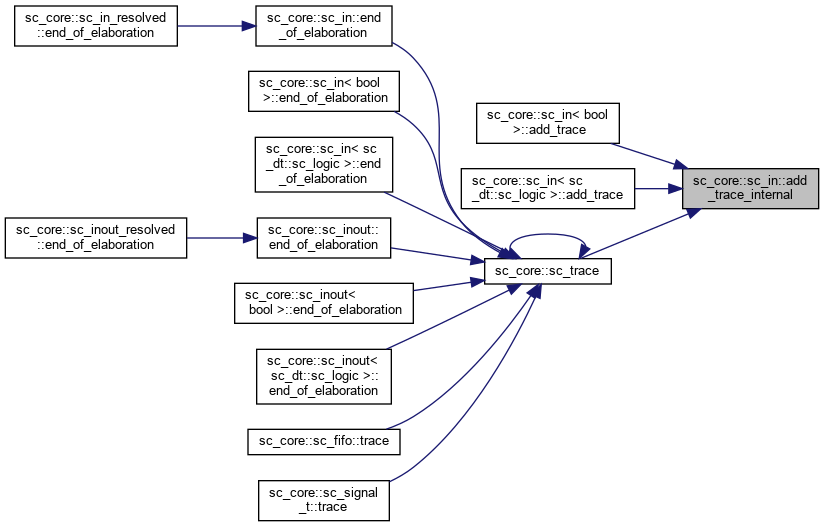 sc_core::sc_in_resolved
::end_of_elaboration
sc_core::sc_in::end
_of_elaboration
sc_core::sc_in< bool
>::end_of_elaboration
sc_core::sc_in< sc
_dt::sc_logic >::end
_of_elaboration
sc_core::sc_inout_resolved
::end_of_elaboration
sc_core::sc_inout::
end_of_elaboration
sc_core::sc_inout<
bool >::end_of_elaboration
sc_core::sc_inout<
sc_dt::sc_logic >::
end_of_elaboration
sc_core::sc_fifo::trace
sc_core::sc_signal
_t::trace
sc_core::sc_in< bool
>::add_trace
sc_core::sc_in< sc
_dt::sc_logic >::add_trace
sc_core::sc_trace
sc_core::sc_in::add
_trace_internal